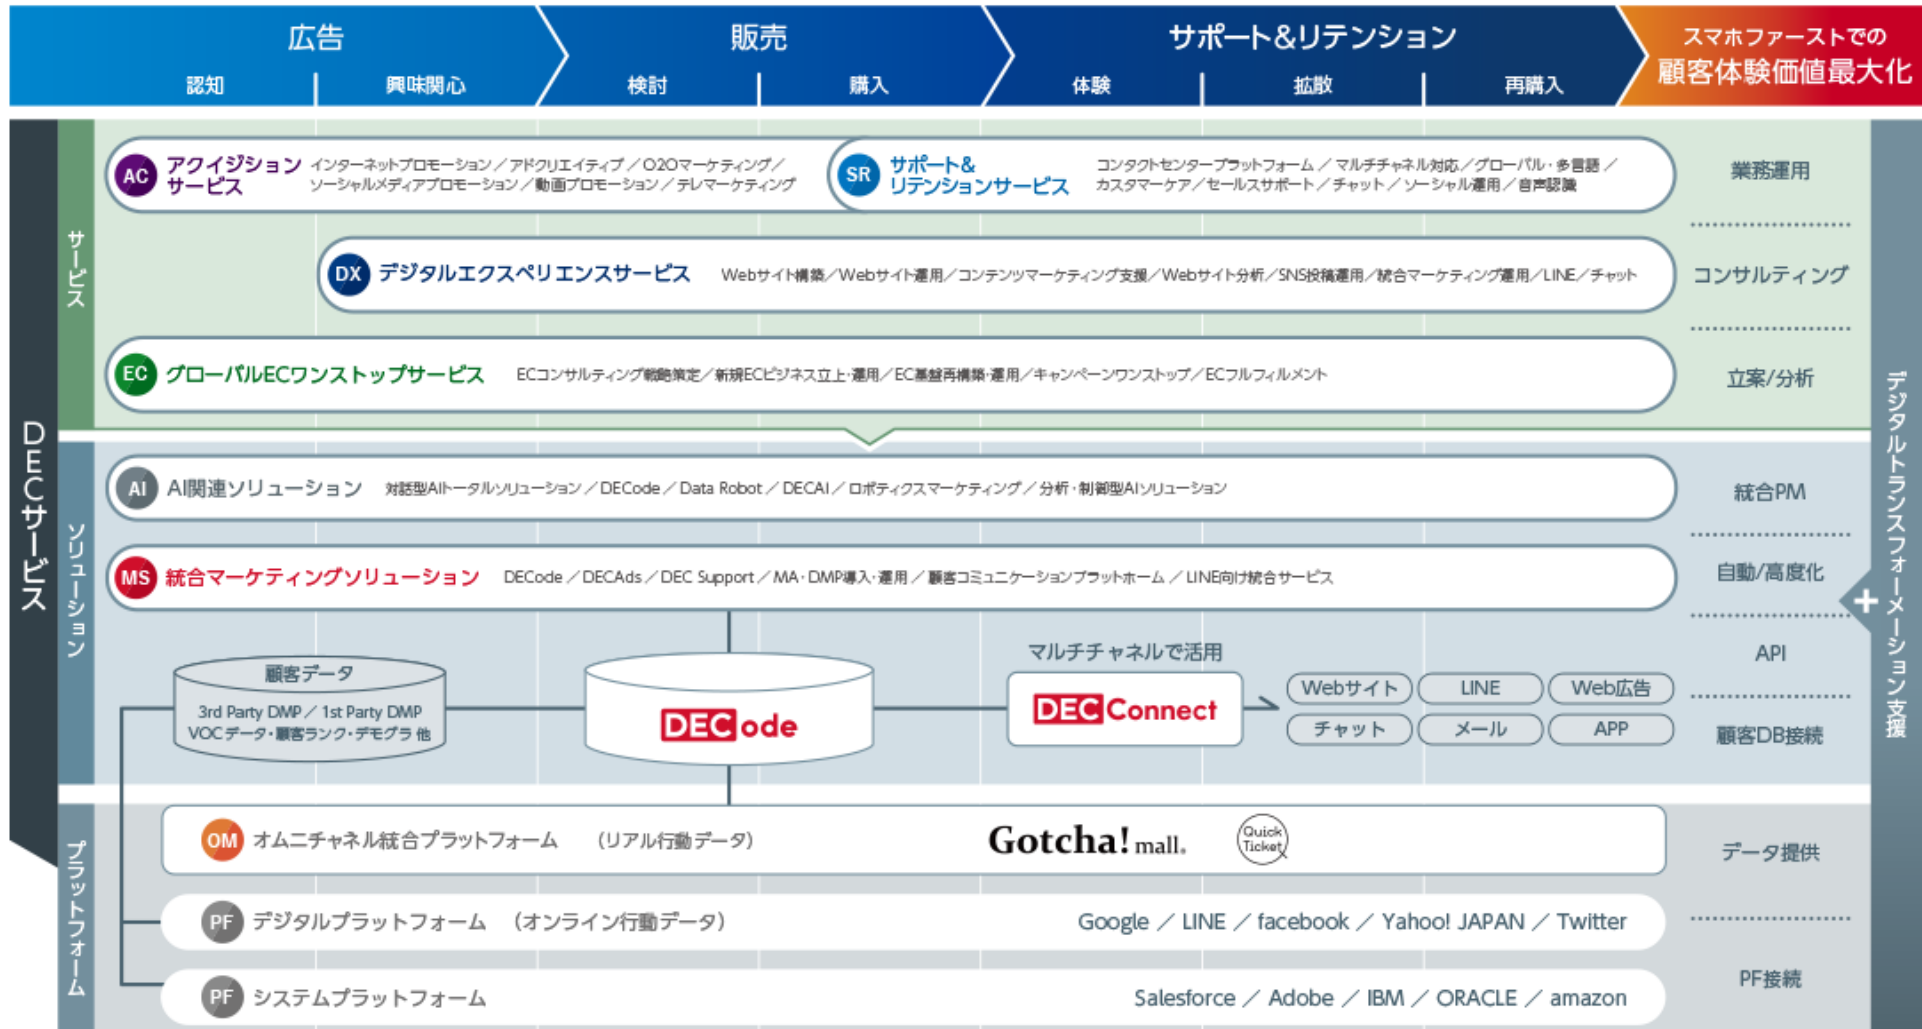 広告
販売
サポート&リテンション
スマホファーストでの
顧客体験価値最大化
認知
興味関心
検討
購入
体験
拡散
再購入
DECサービス
サービス
AC
アクイジション
サービス
インターネットプロモーション／アドクリエイティブ／O2Oマーケティング／
ソーシャルメディアプロモーション／動画プロモーション／テレマーケティング
SR
サポート&
リテンションサービス
コンタクトセンタープラットフォーム／マルチチャネル対応／グローバル・多言語／
カスタマーケア／セールスサポート／チャット／ソーシャル運用／音声認識
業務運用
DX デジタルエクスペリエンスサービス
Webサイト構築／Webサイト運用／コンテンツマーケティング支援／Webサイト分析／SNS投稿運用／統合マーケティング運用／LINE／チャット
コンサルティング
EC グローバルECワンストップサービス
ECコンサルティング戦略策定／新規ECビジネス立上・運用／EC基盤再構築・運用／キャンペーンワンストップ／ECフルフィルメント
立案/分析
ソリューション
AI AI関連ソリューション
対話型AIトータルソリューション／DECode／Data Robot／DECAI／ロボティクスマーケティング／分析・制御型AIソリューション
統合PM
MS 統合マーケティングソリューション
DECode／DECAds／DEC Support／MA・DMP導入・運用／顧客コミュニケーションプラットホーム／LINE向け統合サービス
自動/高度化
顧客データ
3rd Party DMP／1st Party DMP
VOCデータ・顧客ランク・デモグラ 他
DECode
マルチチャネルで活用
DEC Connect
Webサイト
LINE
Web広告
チャット
メール
APP
API
顧客DB接続
プラットフォーム
OM オムニチャネル統合プラットフォーム （リアル行動データ）
Gotcha!mall.
Quick
Ticket
データ提供
PF デジタルプラットフォーム （オンライン行動データ）
Google ／ LINE ／ facebook ／ Yahoo! JAPAN ／ Twitter
PF システムプラットフォーム
Salesforce ／ Adobe ／ IBM ／ ORACLE ／ amazon
PF接続
+
デジタルトランスフォーメーション支援